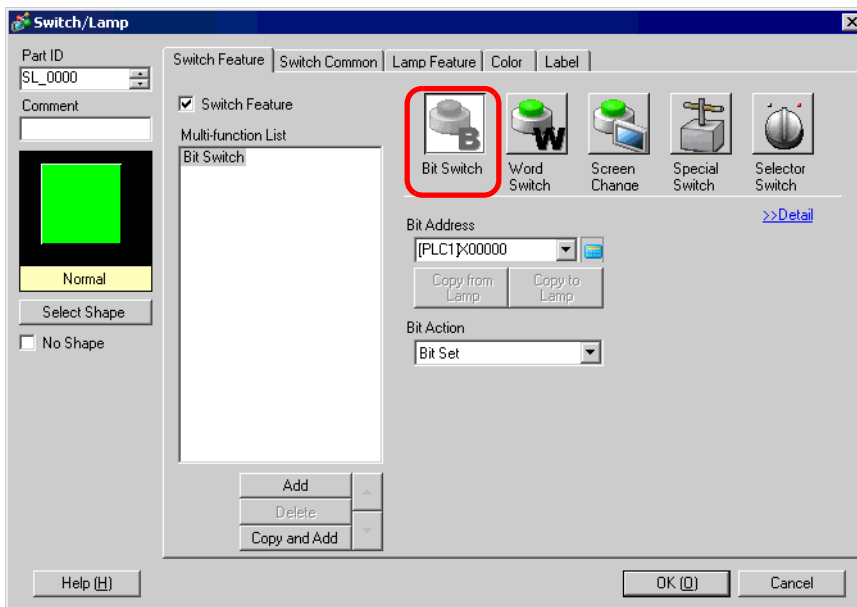 Switch/Lamp
Part ID
SL_0000
Comment
Normal
Select Shape
No Shape
Switch Feature
Switch Common
Lamp Feature
Color
Label
Switch Feature
Multi-function List
Bit Switch
Add
Delete
Copy and Add
B
Bit Switch
W
Word
Switch
Screen
Change
Special
Switch
Selector
Switch
>>Detail
Bit Address
[PLC1]X00000
Copy from
Lamp
Copy to
Lamp
Bit Action
Bit Set
Help (H)
OK (O)
Cancel